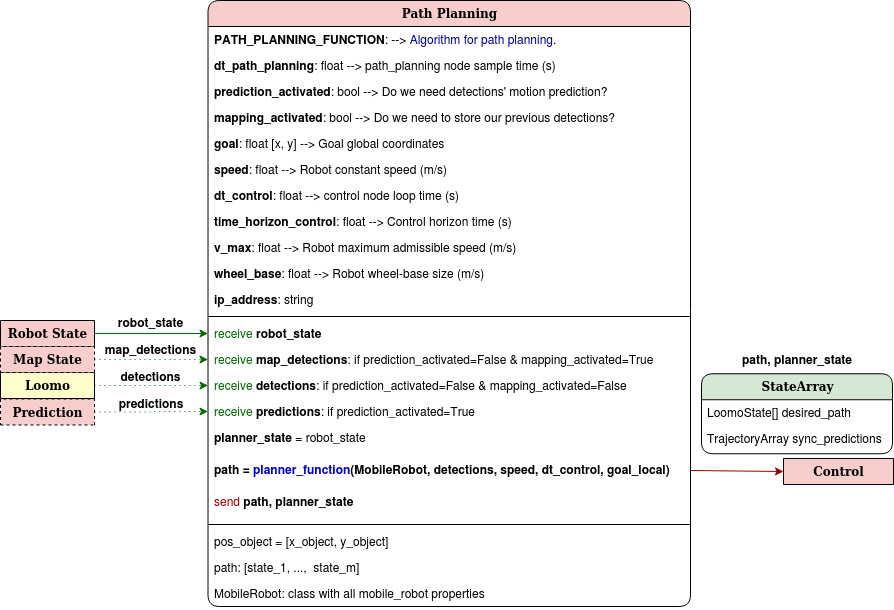 Path Planning
PATH_PLANNING_FUNCTION: --> Algorithm for path planning.
dt_path_planning: float --> path_planning node sample time (s)
prediction_activated: bool --> Do we need detections' motion prediction?
mapping_activated: bool --> Do we need to store our previous detections?
goal: float [x, y] --> Goal global coordinates
speed: float --> Robot constant speed (m/s)
dt_control: float --> control node loop time (s)
time_horizon_control: float --> Control horizon time (s)
v_max: float --> Robot maximum admissible speed (m/s)
wheel_base: float --> Robot wheel-base size (m/s)
ip_address: string
Robot State
Map State
Loomo
Prediction
robot_state
map_detections
detections
predictions
receive robot_state
receive map_detections: if prediction_activated=False & mapping_activated=True
receive detections: if prediction_activated=False & mapping_activated=False
receive predictions: if prediction_activated=True
planner_state = robot_state
path = planner_function(MobileRobot, detections, speed, dt_control, goal_local)
send path, planner_state
path, planner_state
StateArray
LoomoState[] desired_path
TrajectoryArray sync_predictions
Control
pos_object = [x_object, y_object]
path: [state_1, ...,  state_m]
MobileRobot: class with all mobile_robot properties